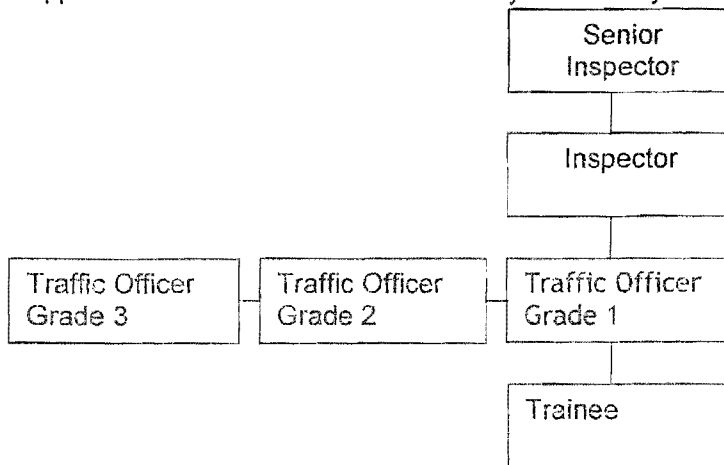 Senior
Inspector
Inspector
Traffic Officer
Grade 3
Traffic Officer
Grade 2
Traffic Officer
Grade 1
Trainee